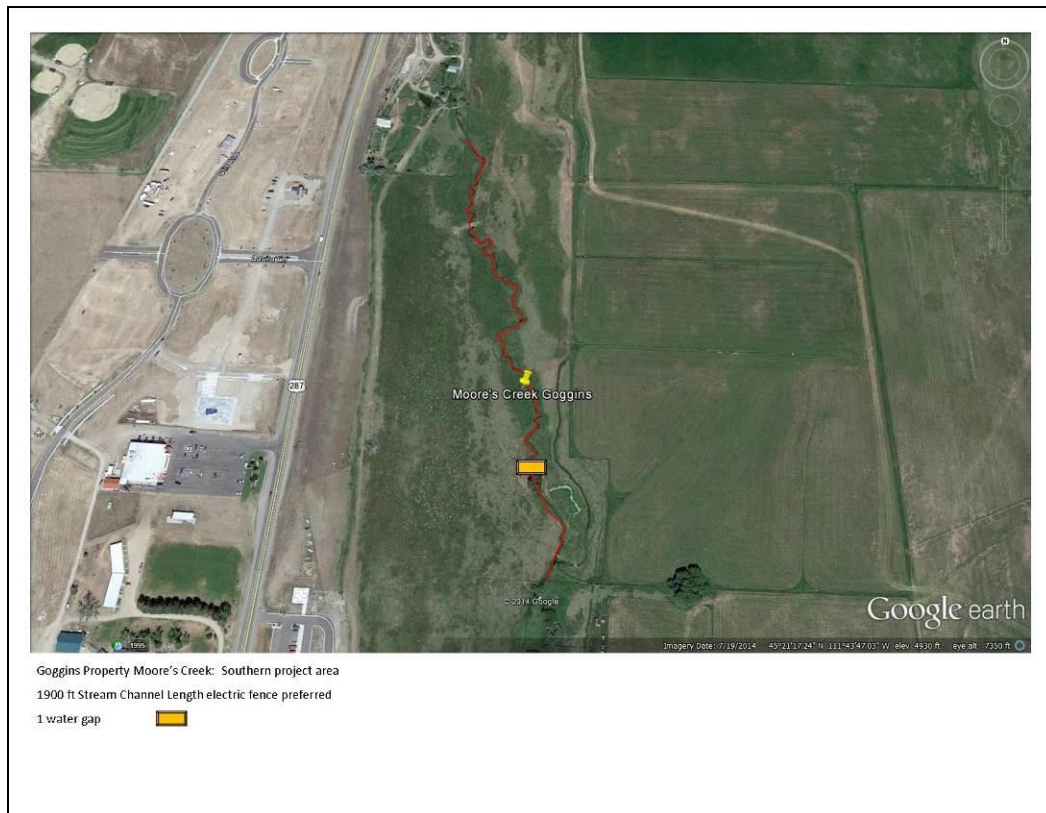 N
287
Moore's Creek Goggins
© 2014 Google
Google earth
1995
Imagery Date: 7/19/2014 45°21'17.24" N 111°43'47.03" W elev 4930 ft eye alt 7350 ft
Goggins Property Moore's Creek: Southern project area
1900 ft Stream Channel Length electric fence preferred
1 water gap